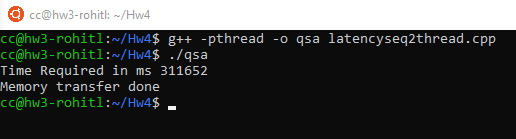 cc@hw3-rohitl: ~/Hw4
cc@hw3-rohitl:~/Hw4$ g++ -pthread -o qsa latencyseq2thread.cpp
cc@hw3-rohitl:~/Hw4$ ./qsa
Time Required in ms 311652
Memory transfer done
cc@hw3-rohitl:~/Hw4$